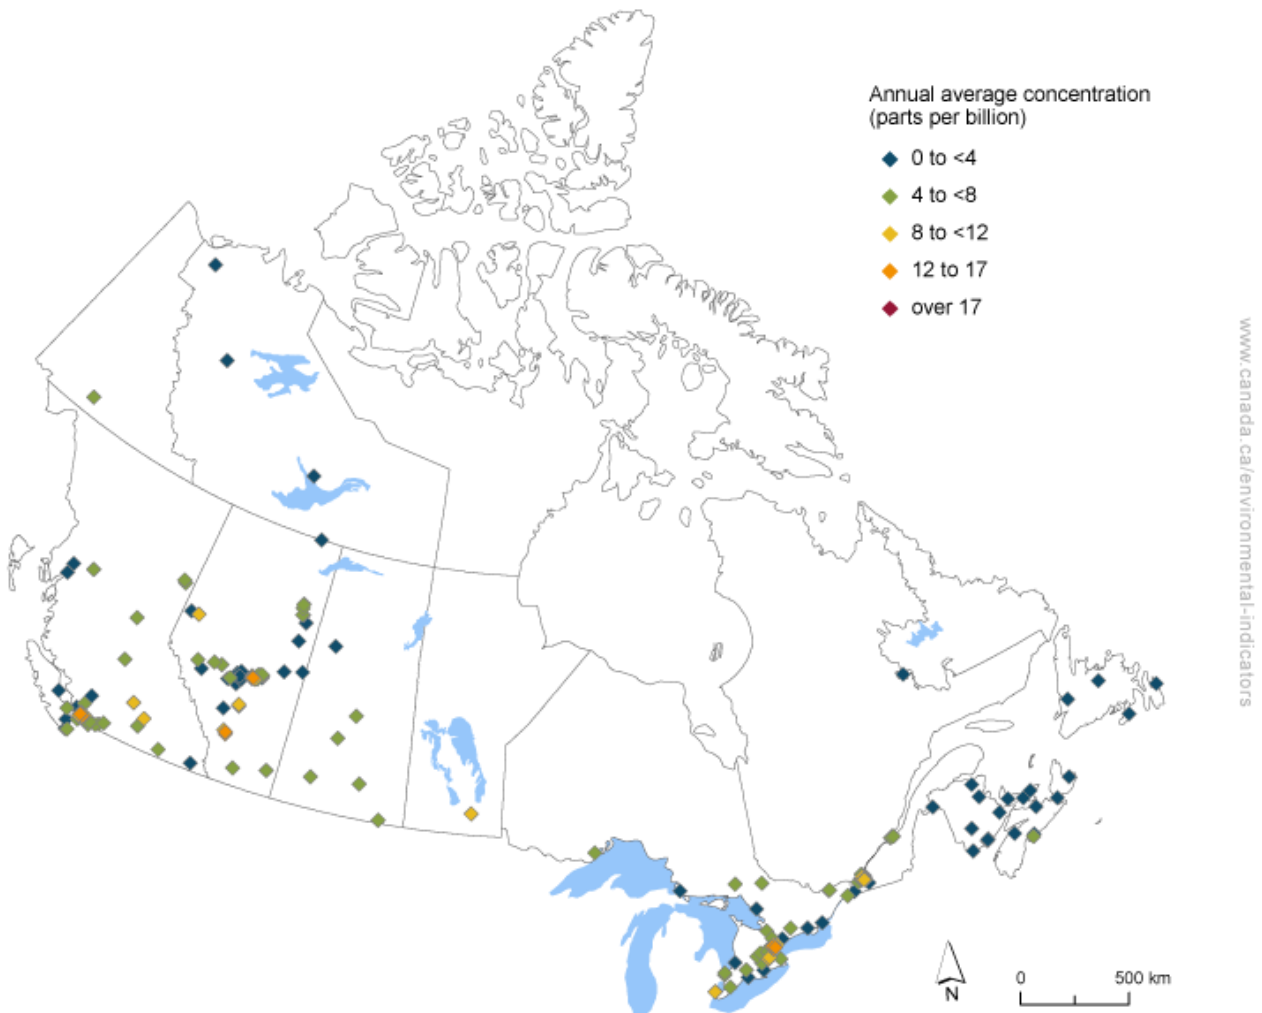 Annual average concentration
(parts per billion)
0 to <4
4 to <8
8 to <12
12 to 17
over 17
www.canada.ca/environmental-indicators
N
0 500 km